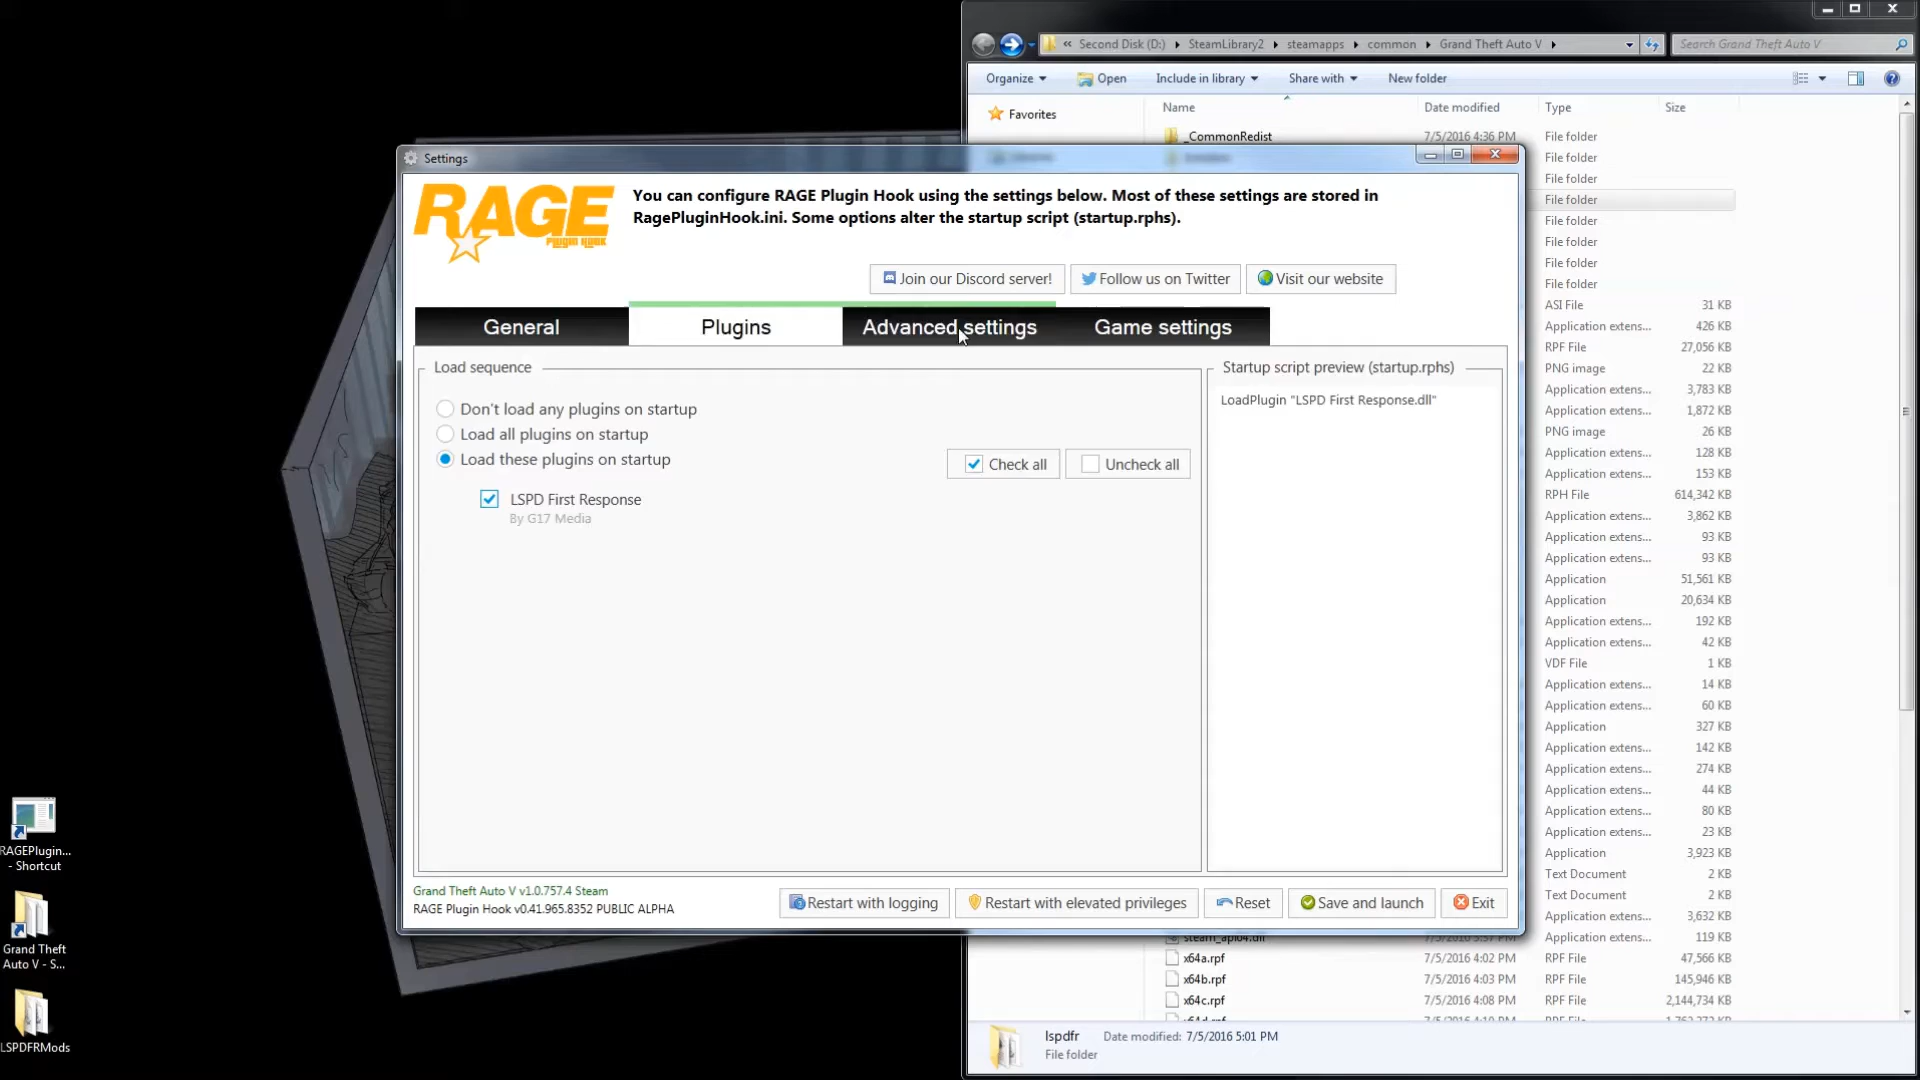 « Second Disk (D:) ▸ SteamLibrary2 ▸ steamapps ▸ common ▸ Grand Theft Auto V ▸
Search Grand Theft Auto V
Organize
Open
Include in library
Share with
New folder
Name
Date modified
Type
Size
Favorites
_CommonRedist
7/5/2016 4:36 PM
File folder
File folder
File folder
File folder
File folder
File folder
File folder
File folder
ASI File 31 KB
Application extens... 426 KB
RPF File 27,056 KB
PNG image 22 KB
Application extens... 3,783 KB
Application extens... 1,872 KB
PNG image 26 KB
Application extens... 128 KB
Application extens... 153 KB
RPH File 614,342 KB
Application extens... 3,862 KB
Application extens... 93 KB
Application extens... 93 KB
Application 51,561 KB
Application 20,634 KB
Application extens... 192 KB
Application extens... 42 KB
VDF File 1 KB
Application extens... 14 KB
Application extens... 60 KB
Application 327 KB
Application extens... 142 KB
Application extens... 274 KB
Application extens... 44 KB
Application extens... 80 KB
Application extens... 23 KB
Application 3,923 KB
Text Document 2 KB
Text Document 2 KB
Application extens... 3,632 KB
Application extens... 119 KB
x64a.rpf 7/5/2016 4:02 PM RPF File 47,566 KB
x64b.rpf 7/5/2016 4:03 PM RPF File 145,946 KB
x64c.rpf 7/5/2016 4:08 PM RPF File 2,144,734 KB
lspdfr Date modified: 7/5/2016 5:01 PM
File folder
Settings
RAGE
PLUGIN HOOK
You can configure RAGE Plugin Hook using the settings below. Most of these settings are stored in
RagePluginHook.ini. Some options alter the startup script (startup.rphs).
Join our Discord server!
Follow us on Twitter
Visit our website
General
Plugins
Advanced settings
Game settings
Load sequence
Don't load any plugins on startup
Load all plugins on startup
Load these plugins on startup
Check all
Uncheck all
LSPD First Response
By G17 Media
Startup script preview (startup.rphs)
LoadPlugin "LSPD First Response.dll"
Grand Theft Auto V v1.0.757.4 Steam
RAGE Plugin Hook v0.41.965.8352 PUBLIC ALPHA
Restart with logging
Restart with elevated privileges
Reset
Save and launch
Exit
RAGEPlugin...
- Shortcut
Grand Theft
Auto V - S...
LSPDFRMods